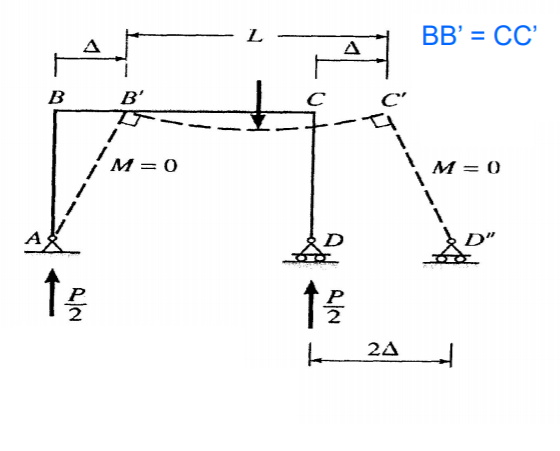 L
BB' = CC'
Δ
Δ
B
B'
C
C'
M = 0
M = 0
A
D
D"
P/2
P/2
2Δ